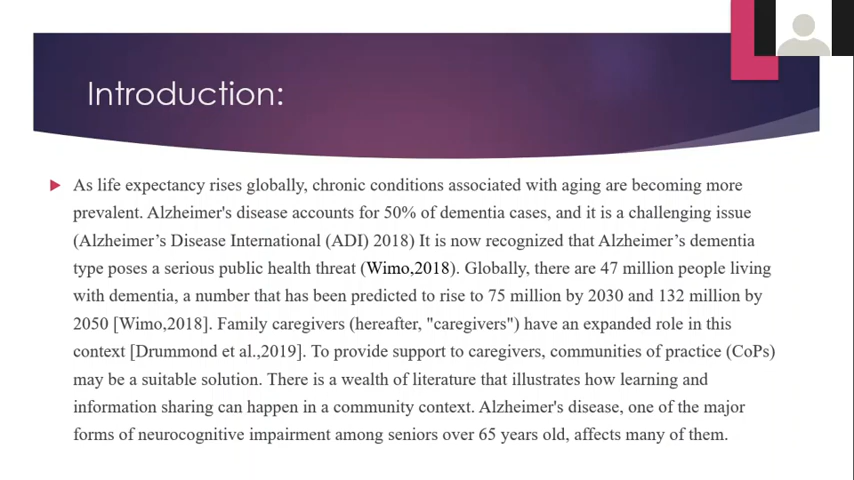 Introduction:
As life expectancy rises globally, chronic conditions associated with aging are becoming more
prevalent. Alzheimer's disease accounts for 50% of dementia cases, and it is a challenging issue
(Alzheimer’s Disease International (ADI) 2018) It is now recognized that Alzheimer’s dementia
type poses a serious public health threat (Wimo,2018). Globally, there are 47 million people living
with dementia, a number that has been predicted to rise to 75 million by 2030 and 132 million by
2050 [Wimo,2018]. Family caregivers (hereafter, "caregivers") have an expanded role in this
context [Drummond et al.,2019]. To provide support to caregivers, communities of practice (CoPs)
may be a suitable solution. There is a wealth of literature that illustrates how learning and
information sharing can happen in a community context. Alzheimer's disease, one of the major
forms of neurocognitive impairment among seniors over 65 years old, affects many of them.